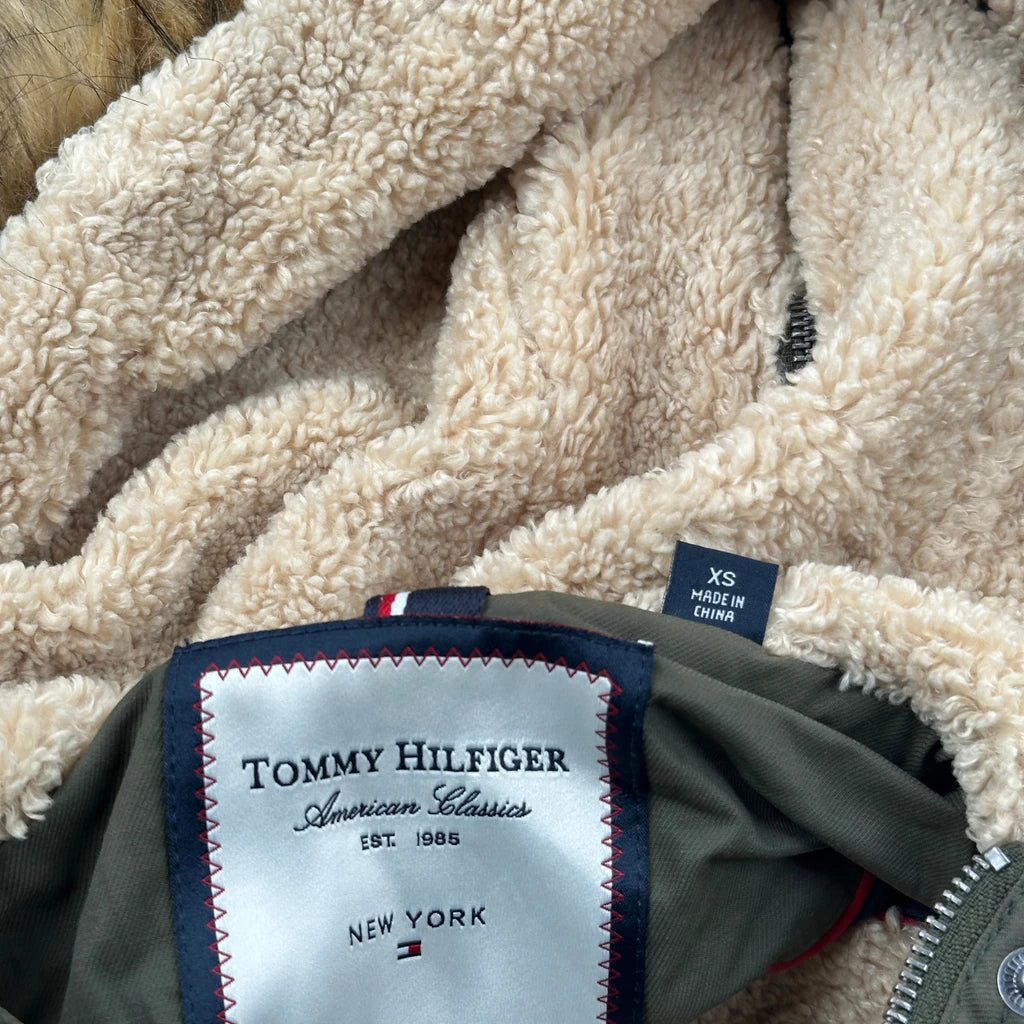 XS
MADE IN
CHINA
TOMMY HILFIGER
American Classics
EST. 1985
NEW YORK